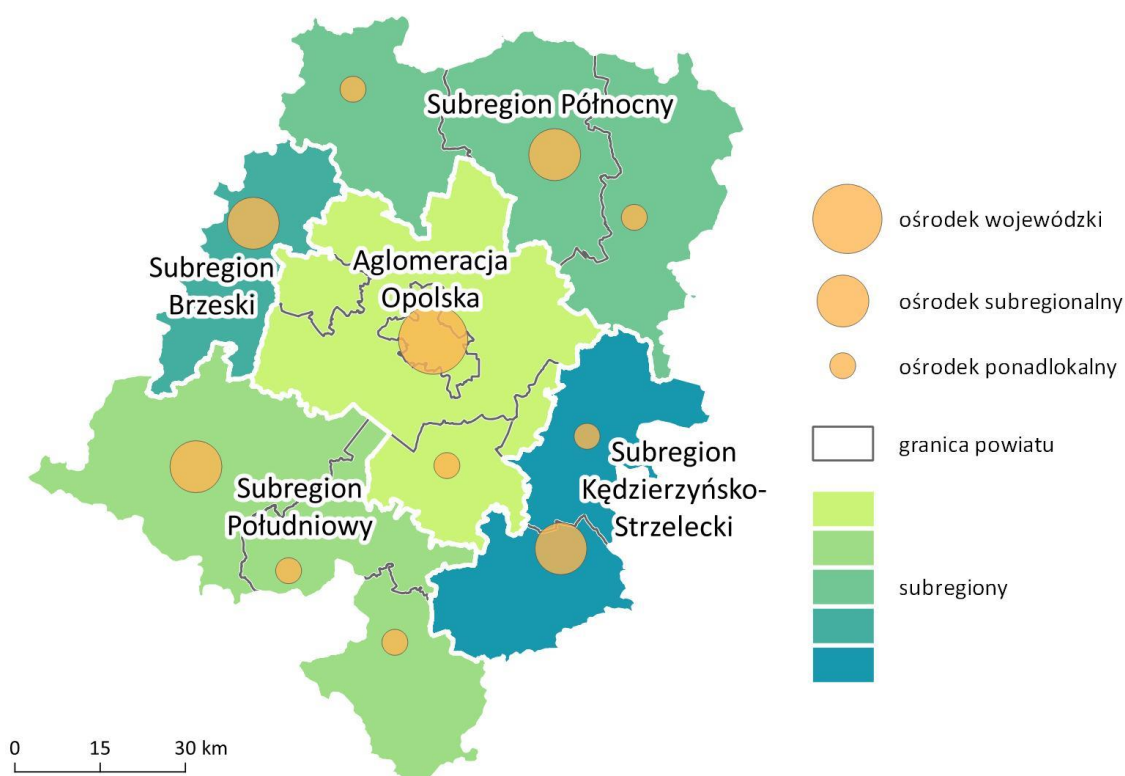 Subregion Północny
Subregion
Brzeski
Aglomeracja
Opolska
Subregion
Południowy
Subregion
Kędzierzyńsko-
Strzelecki
ośrodek wojewódzki
ośrodek subregionalny
ośrodek ponadlokalny
granica powiatu
subregiony
0 15 30 km